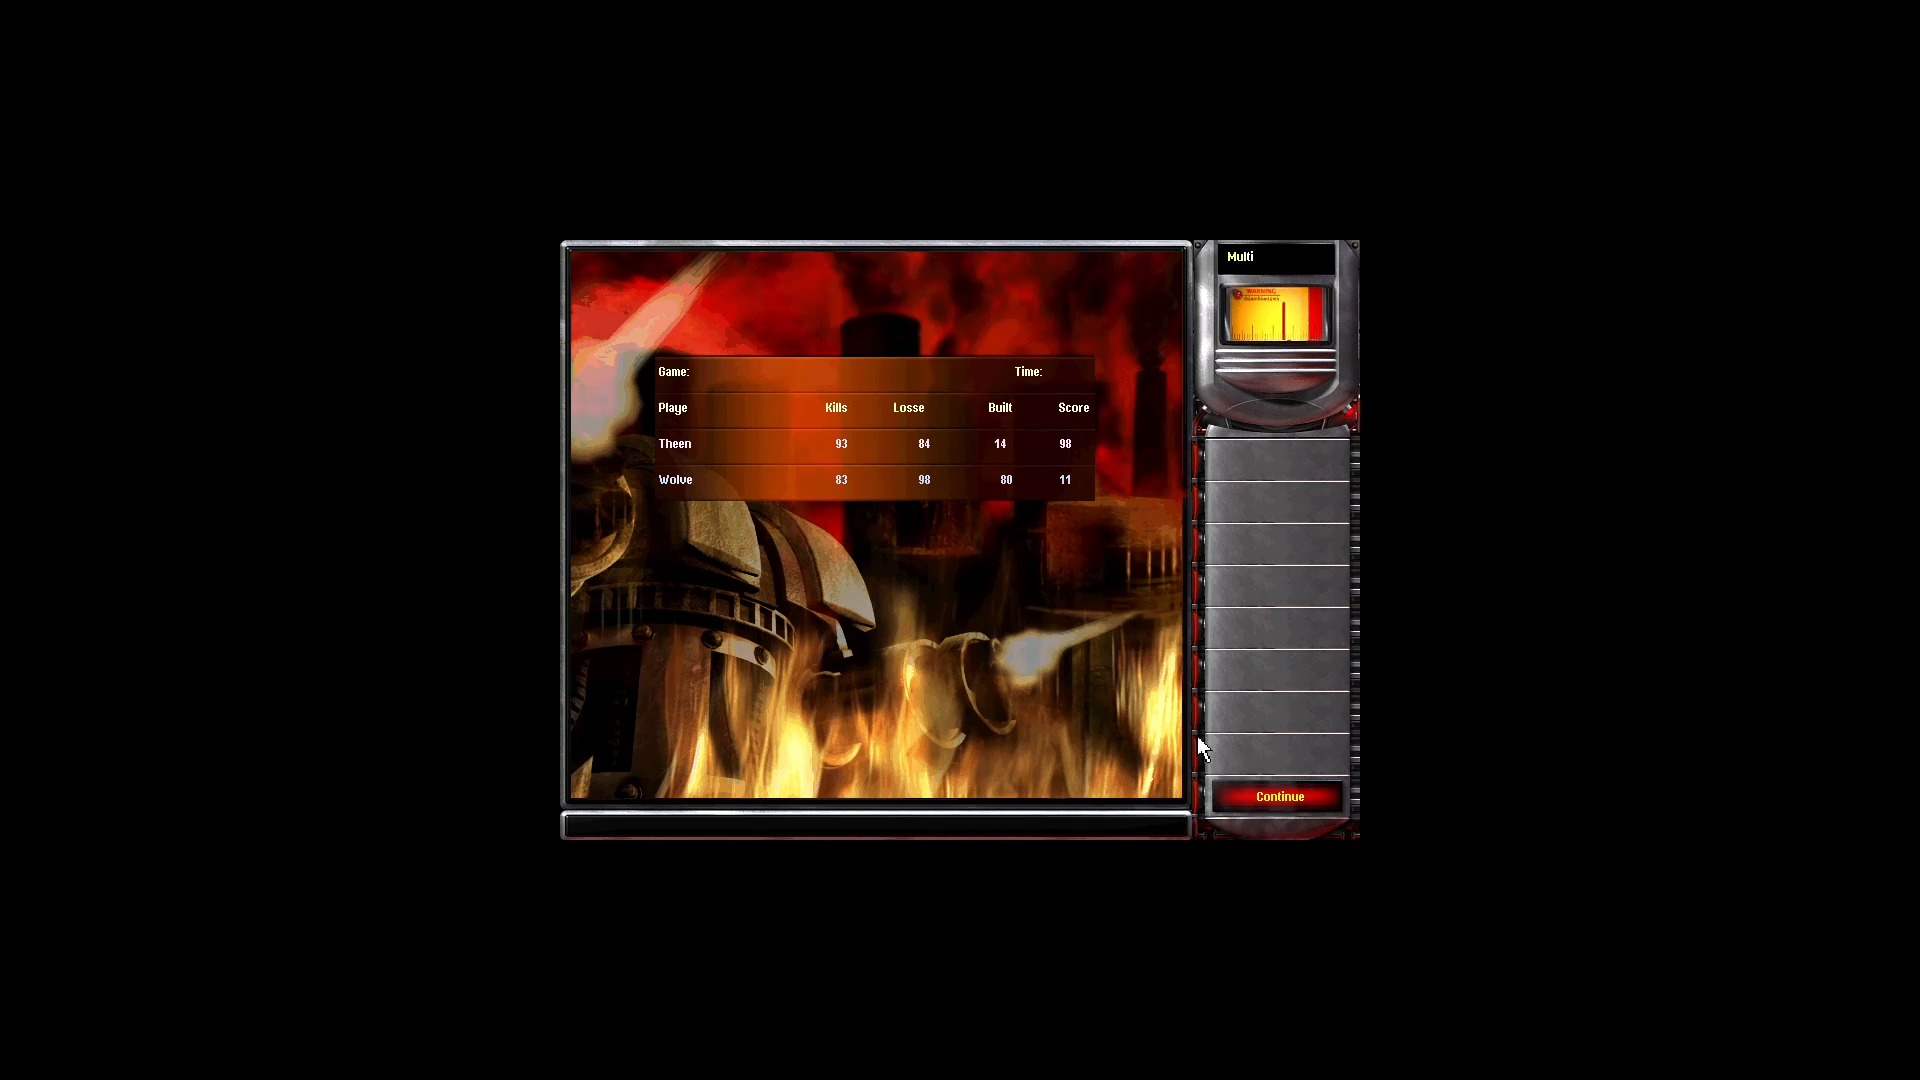 Multi
WARNING
Game: Time:
Playe Kills Losse Built Score
Theen 93 84 14 98
Wolve 83 98 80 11
Continue